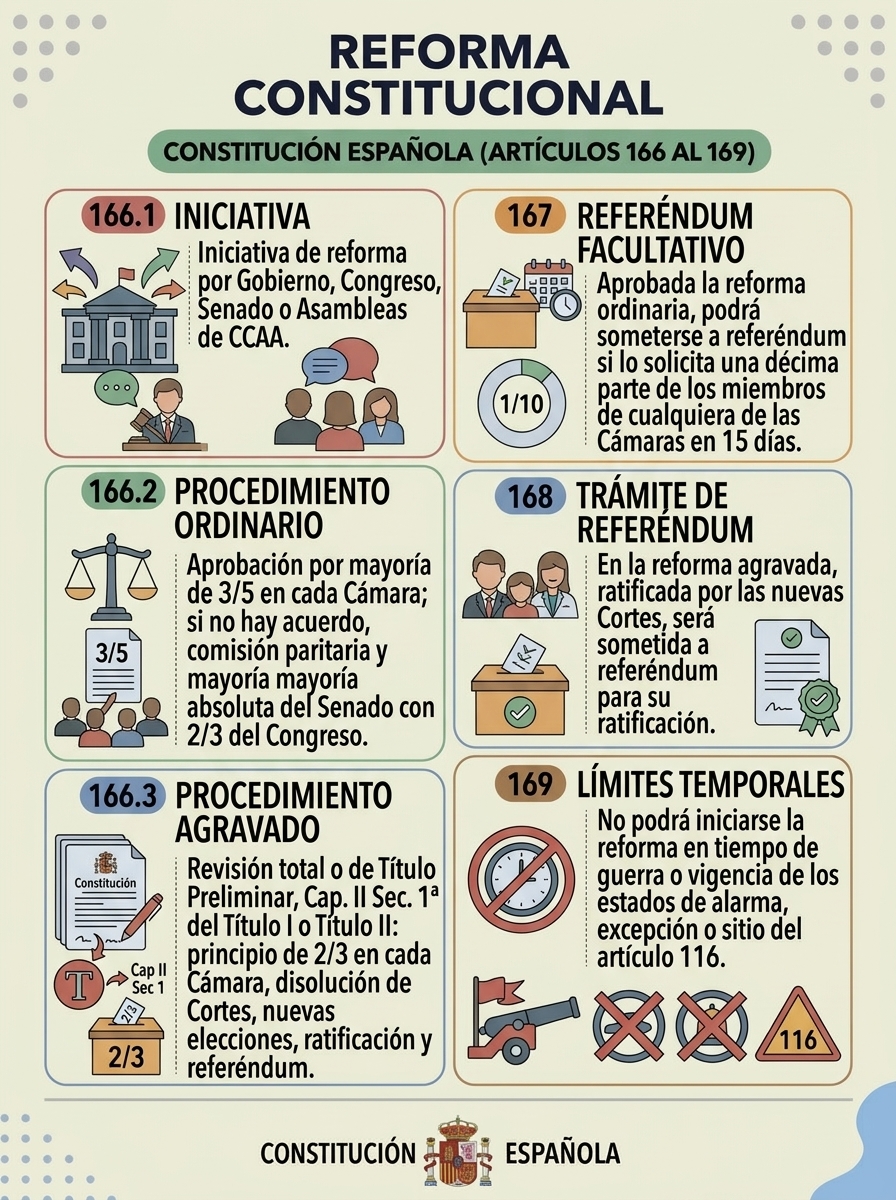 REFORMA
CONSTITUCIONAL
CONSTITUCIÓN ESPAÑOLA (ARTÍCULOS 166 AL 169)
166.1 INICIATIVA
Iniciativa de reforma
por Gobierno, Congreso,
Senado o Asambleas
de CCAA.
166.2 PROCEDIMIENTO
ORDINARIO
3/5
Aprobación por mayoría
de 3/5 en cada Cámara;
si no hay acuerdo,
comisión paritaria y
mayoría mayoría
absoluta del Senado con
2/3 del Congreso.
166.3 PROCEDIMIENTO
AGRAVADO
Constitución
T
Cap II
Sec 1
2/3
2/3
Revisión total o de Título
Preliminar, Cap. II Sec. 1ª
del Título I o Título II:
principio de 2/3 en cada
Cámara, disolución de
Cortes, nuevas
elecciones, ratificación y
referéndum.
167 REFERÉNDUM
FACULTATIVO
1/10
Aprobada la reforma
ordinaria, podrá
someterse a referéndum
si lo solicita una décima
parte de los miembros
de cualquiera de las
Cámaras en 15 días.
168 TRÁMITE DE
REFERÉNDUM
En la reforma agravada,
ratificada por las nuevas
Cortes, será
sometida a
referéndum
para su
ratificación.
169 LÍMITES TEMPORALES
No podrá iniciarse la
reforma en tiempo de
guerra o vigencia de los
estados de alarma,
excepción o sitio del
artículo 116.
116
CONSTITUCIÓN ESPAÑOLA